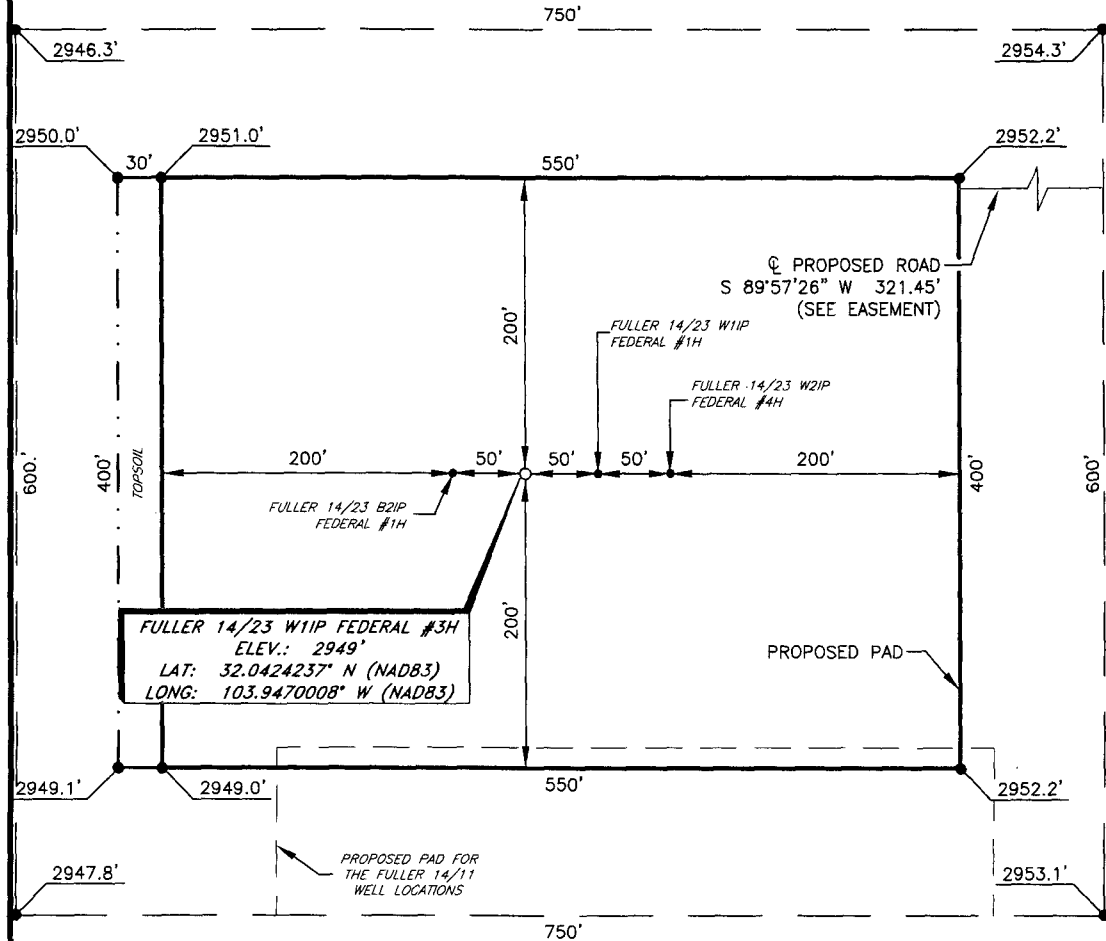 750'
2946.3'
2954.3'
2950.0'
2951.0'
2952.2'
30'
550'
℄ PROPOSED ROAD
S 89°57'26" W 321.45'
(SEE EASEMENT)
200'
FULLER 14/23 W1IP
FEDERAL #1H
FULLER 14/23 W2IP
FEDERAL #4H
600'
400'
TOPSOIL
200'
50'
50'
50'
200'
400'
600'
FULLER 14/23 B2IP
FEDERAL #1H
200'
FULLER 14/23 W1IP FEDERAL #3H
ELEV.: 2949'
LAT: 32.0424237° N (NAD83)
LONG: 103.9470008° W (NAD83)
PROPOSED PAD
2949.1'
2949.0'
550'
2952.2'
PROPOSED PAD FOR
THE FULLER 14/11
WELL LOCATIONS
2947.8'
2953.1'
750'